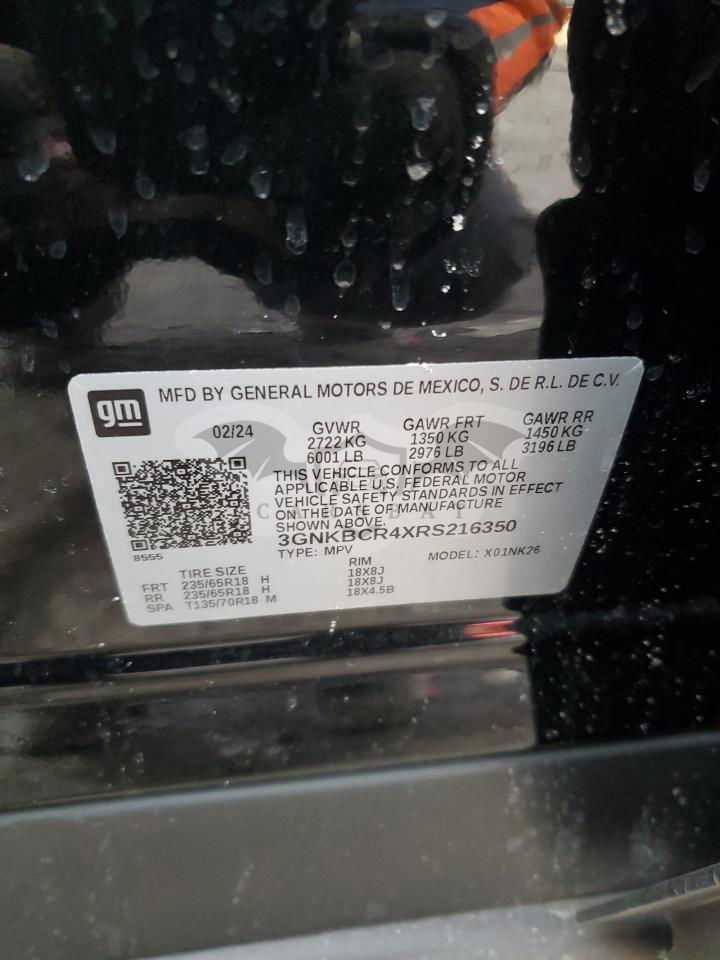 gm MFD BY GENERAL MOTORS DE MEXICO, S. DE R.L. DE C.V.
02/24 GVWR GAWR FRT GAWR RR
2722 KG 1350 KG 1450 KG
6001 LB 2976 LB 3196 LB
THIS VEHICLE CONFORMS TO ALL
APPLICABLE U.S. FEDERAL MOTOR
VEHICLE SAFETY STANDARDS IN EFFECT
ON THE DATE OF MANUFACTURE
SHOWN ABOVE.
3GNKBCR4XRS216350
8555 TYPE: MPV MODEL: X01NK26
TIRE SIZE RIM
FRT 235/65R18 H 18X8J
RR 235/65R18 H 18X8J
SPA T135/70R18 M 18X4.5B